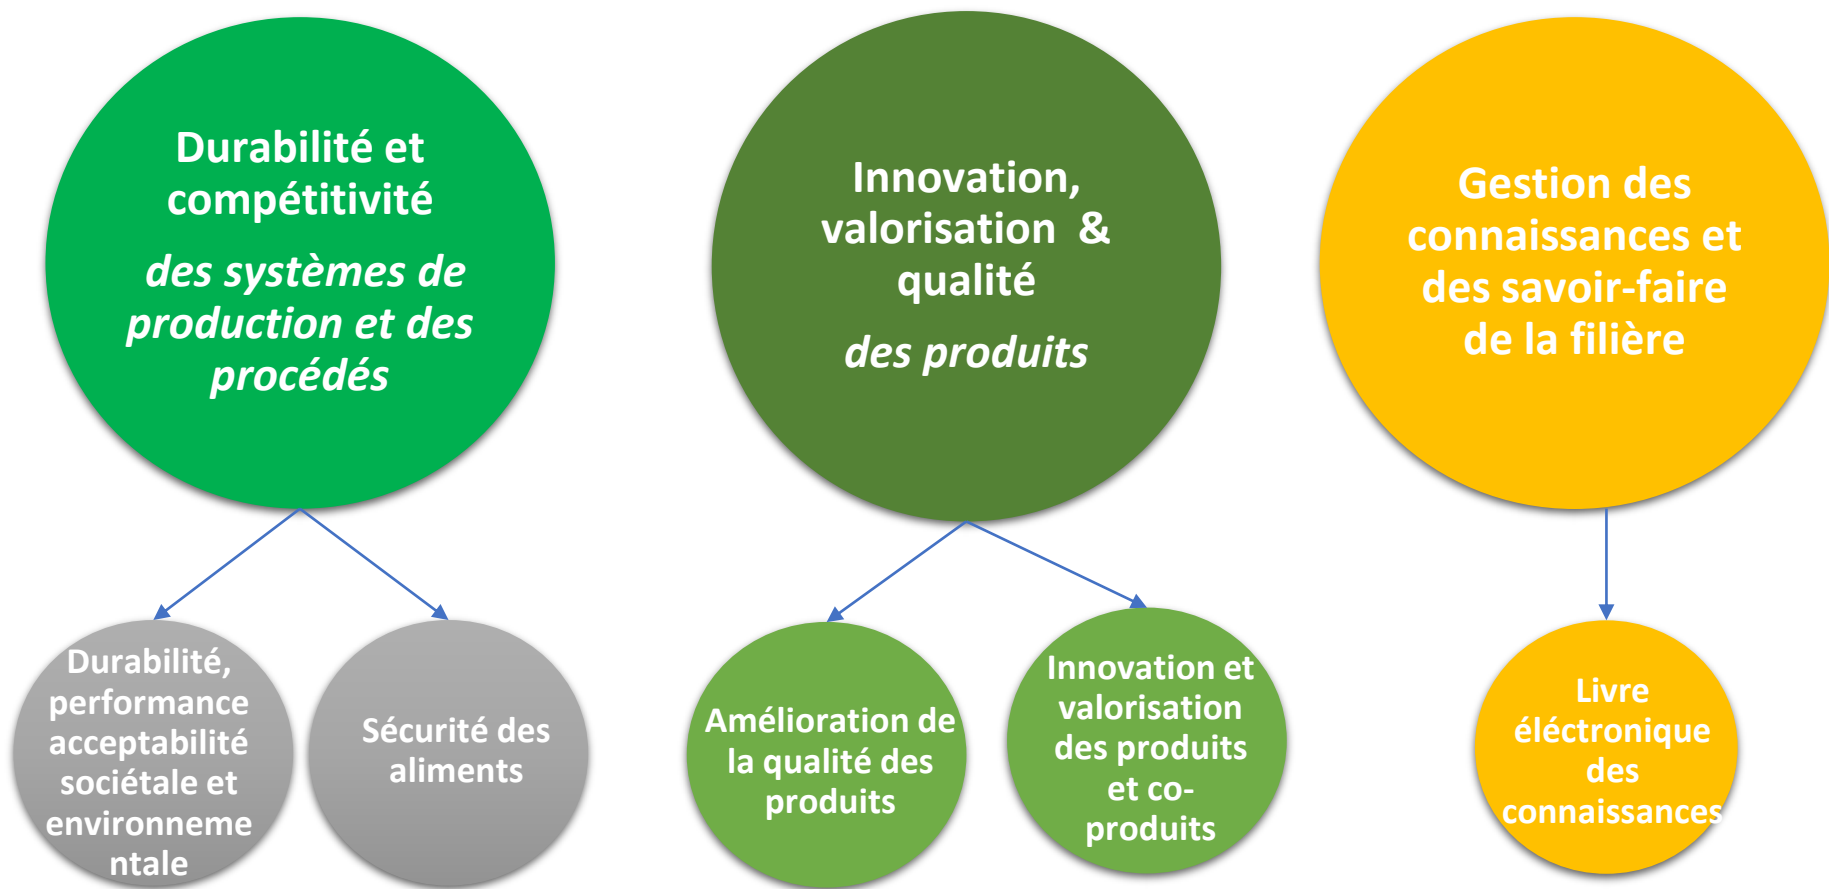 Durabilité et
compétitivité
des systèmes de
production et des
procédés
Innovation,
valorisation &
qualité
des produits
Gestion des
connaissances et
des savoir-faire
de la filière
Durabilité,
performance
acceptabilité
sociétale et
environneme
ntale
Sécurité des
aliments
Amélioration de
la qualité des
produits
Innovation et
valorisation
des produits
et co-
produits
Livre
éléctronique
des
connaissances